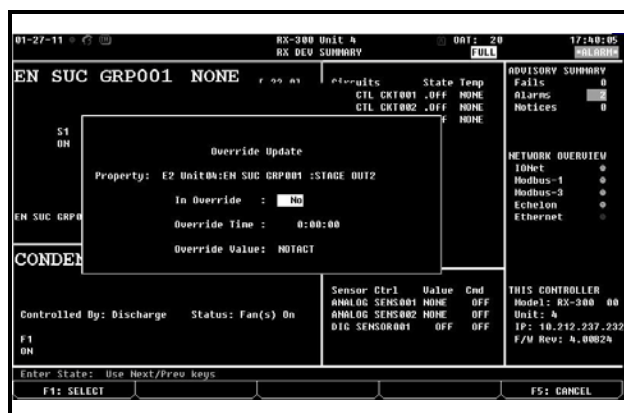 01-27-11
RX-300 Unit 4
OAT: 20
17:40:05
RX DEV SUMMARY
FULL
*ALARM*
EN SUC GRP001 NONE
Circuits State Temp
CTL CKT001 .OFF NONE
CTL CKT002 .OFF NONE
NONE
S1
ON
ADVISORY SUMMARY
Fails 0
Alarms 2
Notices 0
NETWORK OVERVIEW
IONet
Modbus-1
Modbus-3
Echelon
Ethernet
Override Update
Property: E2 Unit04:EN SUC GRP001 :STAGE OUT2
In Override : No
Override Time : 0:00:00
Override Value: NOTACT
EN SUC GRP0
CONDEN
Controlled By: Discharge Status: Fan(s) On
F1
ON
Sensor Ctrl Value Cmd
ANALOG SENS001 NONE OFF
ANALOG SENS002 NONE OFF
DIG SENSOR001 OFF OFF
THIS CONTROLLER
Model: RX-300 00
Unit: 4
IP: 10.212.237.232
F/W Rev: 4.00B24
Enter State: Use Next/Prev keys
F1: SELECT
F5: CANCEL